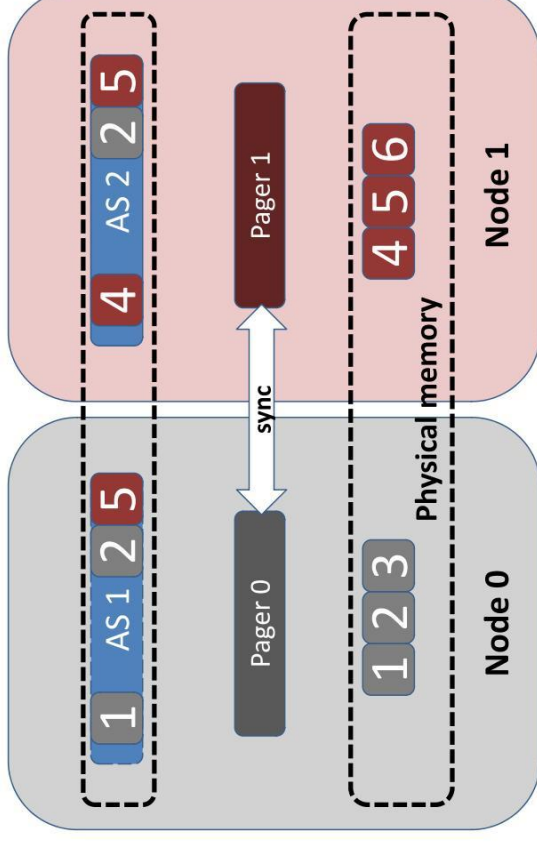 1 AS 1 2 5
4 AS 2 2 5
Pager 0
sync
Pager 1
1 2 3
4 5 6
Physical memory
Node 0
Node 1